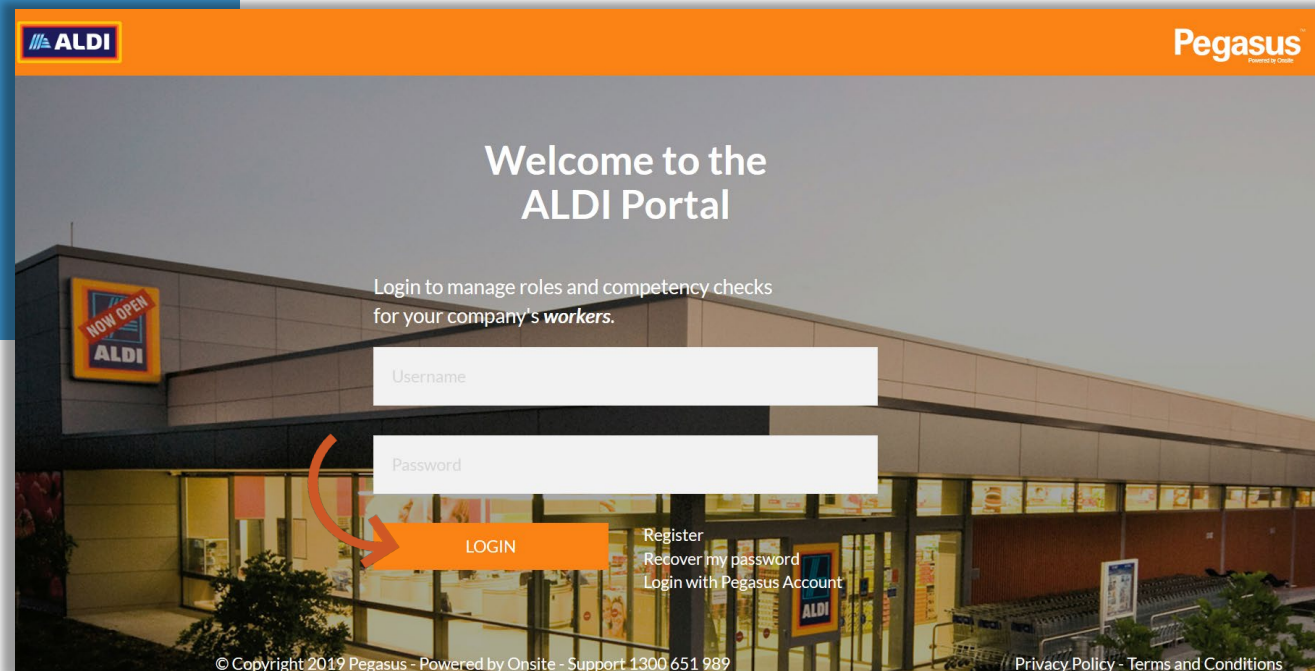 ALDI
Pegasus
Powered by Onsite
Welcome to the
ALDI Portal
Login to manage roles and competency checks
for your company's workers.
NOW OPEN
ALDI
Username
Password
LOGIN
Register
Recover my password
Login with Pegasus Account
ALDI
© Copyright 2019 Pegasus - Powered by Onsite - Support 1300 651 989
Privacy Policy - Terms and Conditions